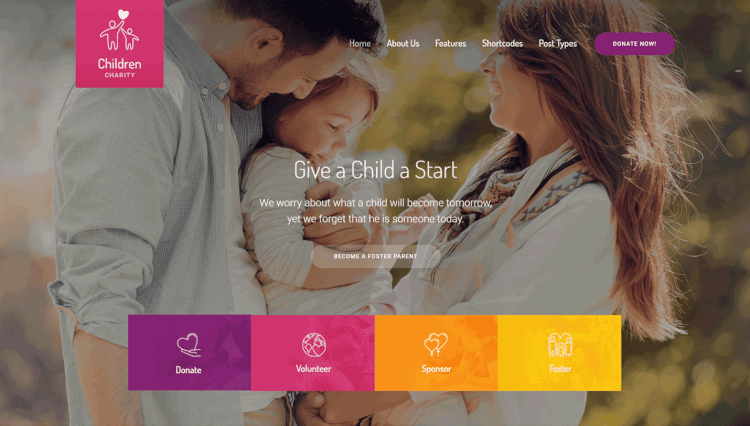 Children
CHARITY
Home About Us Features Shortcodes Post Types DONATE NOW!
Give a Child a Start
We worry about what a child will become tomorrow,
yet we forget that he is someone today.
BECOME A FOSTER PARENT
Donate Volunteer Sponsor Foster